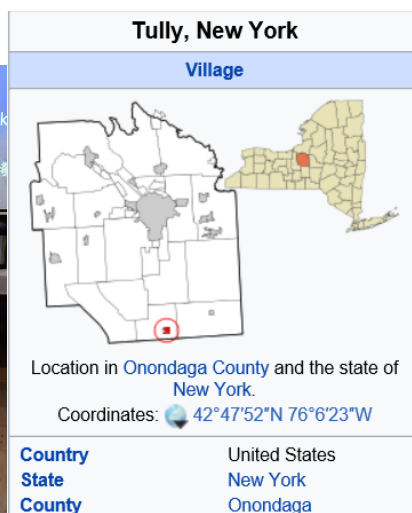 Tully, New York
Village
Location in Onondaga County and the state of
New York.
Coordinates: 42°47′52″N 76°6′23″W
Country United States
State New York
County Onondaga